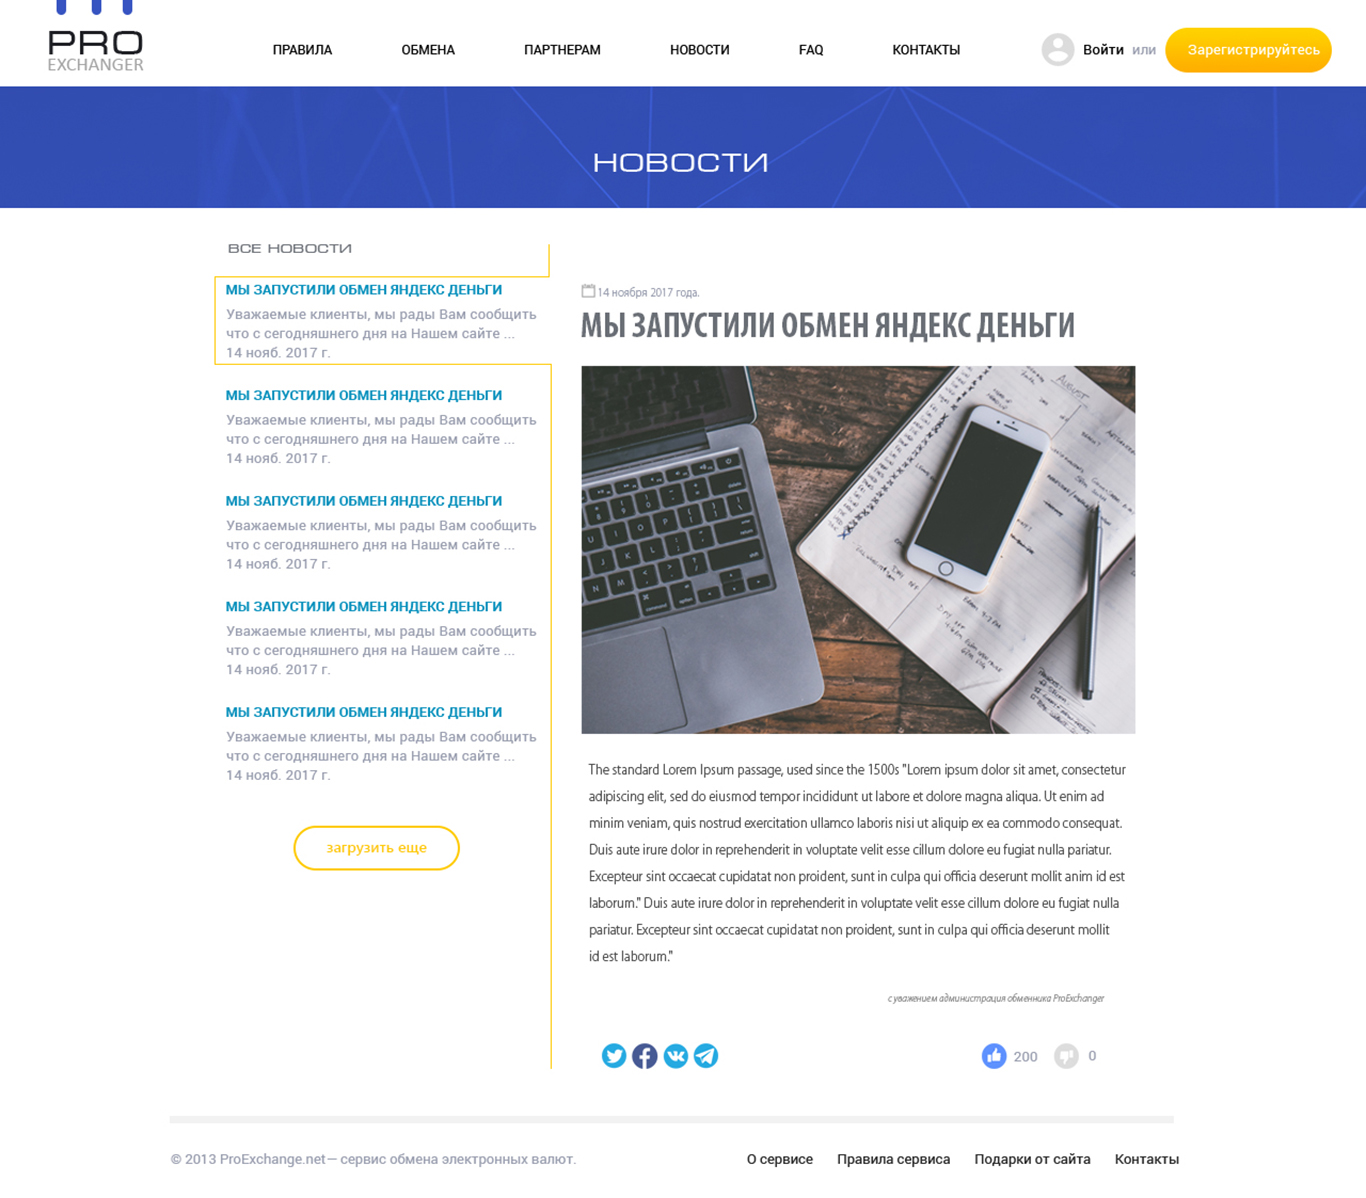 PRO
EXCHANGER
ПРАВИЛА
ОБМЕНА
ПАРТНЕРАМ
НОВОСТИ
FAQ
КОНТАКТЫ
Войти или
Зарегистрируйтесь
НОВОСТИ
ВСЕ НОВОСТИ
МЫ ЗАПУСТИЛИ ОБМЕН ЯНДЕКС ДЕНЬГИ
Уважаемые клиенты, мы рады Вам сообщить
что с сегодняшнего дня на Нашем сайте ...
14 нояб. 2017 г.
МЫ ЗАПУСТИЛИ ОБМЕН ЯНДЕКС ДЕНЬГИ
Уважаемые клиенты, мы рады Вам сообщить
что с сегодняшнего дня на Нашем сайте ...
14 нояб. 2017 г.
МЫ ЗАПУСТИЛИ ОБМЕН ЯНДЕКС ДЕНЬГИ
Уважаемые клиенты, мы рады Вам сообщить
что с сегодняшнего дня на Нашем сайте ...
14 нояб. 2017 г.
МЫ ЗАПУСТИЛИ ОБМЕН ЯНДЕКС ДЕНЬГИ
Уважаемые клиенты, мы рады Вам сообщить
что с сегодняшнего дня на Нашем сайте ...
14 нояб. 2017 г.
МЫ ЗАПУСТИЛИ ОБМЕН ЯНДЕКС ДЕНЬГИ
Уважаемые клиенты, мы рады Вам сообщить
что с сегодняшнего дня на Нашем сайте ...
14 нояб. 2017 г.
загрузить еще
14 ноября 2017 года.
МЫ ЗАПУСТИЛИ ОБМЕН ЯНДЕКС ДЕНЬГИ
AUGUST
The standard Lorem Ipsum passage, used since the 1500s "Lorem ipsum dolor sit amet, consectetur
adipiscing elit, sed do eiusmod tempor incididunt ut labore et dolore magna aliqua. Ut enim ad
minim veniam, quis nostrud exercitation ullamco laboris nisi ut aliquip ex ea commodo consequat.
Duis aute irure dolor in reprehenderit in voluptate velit esse cillum dolore eu fugiat nulla pariatur.
Excepteur sint occaecat cupidatat non proident, sunt in culpa qui officia deserunt mollit anim id est
laborum." Duis aute irure dolor in reprehenderit in voluptate velit esse cillum dolore eu fugiat nulla
pariatur. Excepteur sint occaecat cupidatat non proident, sunt in culpa qui officia deserunt mollit
id est laborum."
с уважением администрация обменника ProExchanger
200
0
© 2013 ProExchange.net— сервис обмена электронных валют.
О сервисе
Правила сервиса
Подарки от сайта
Контакты